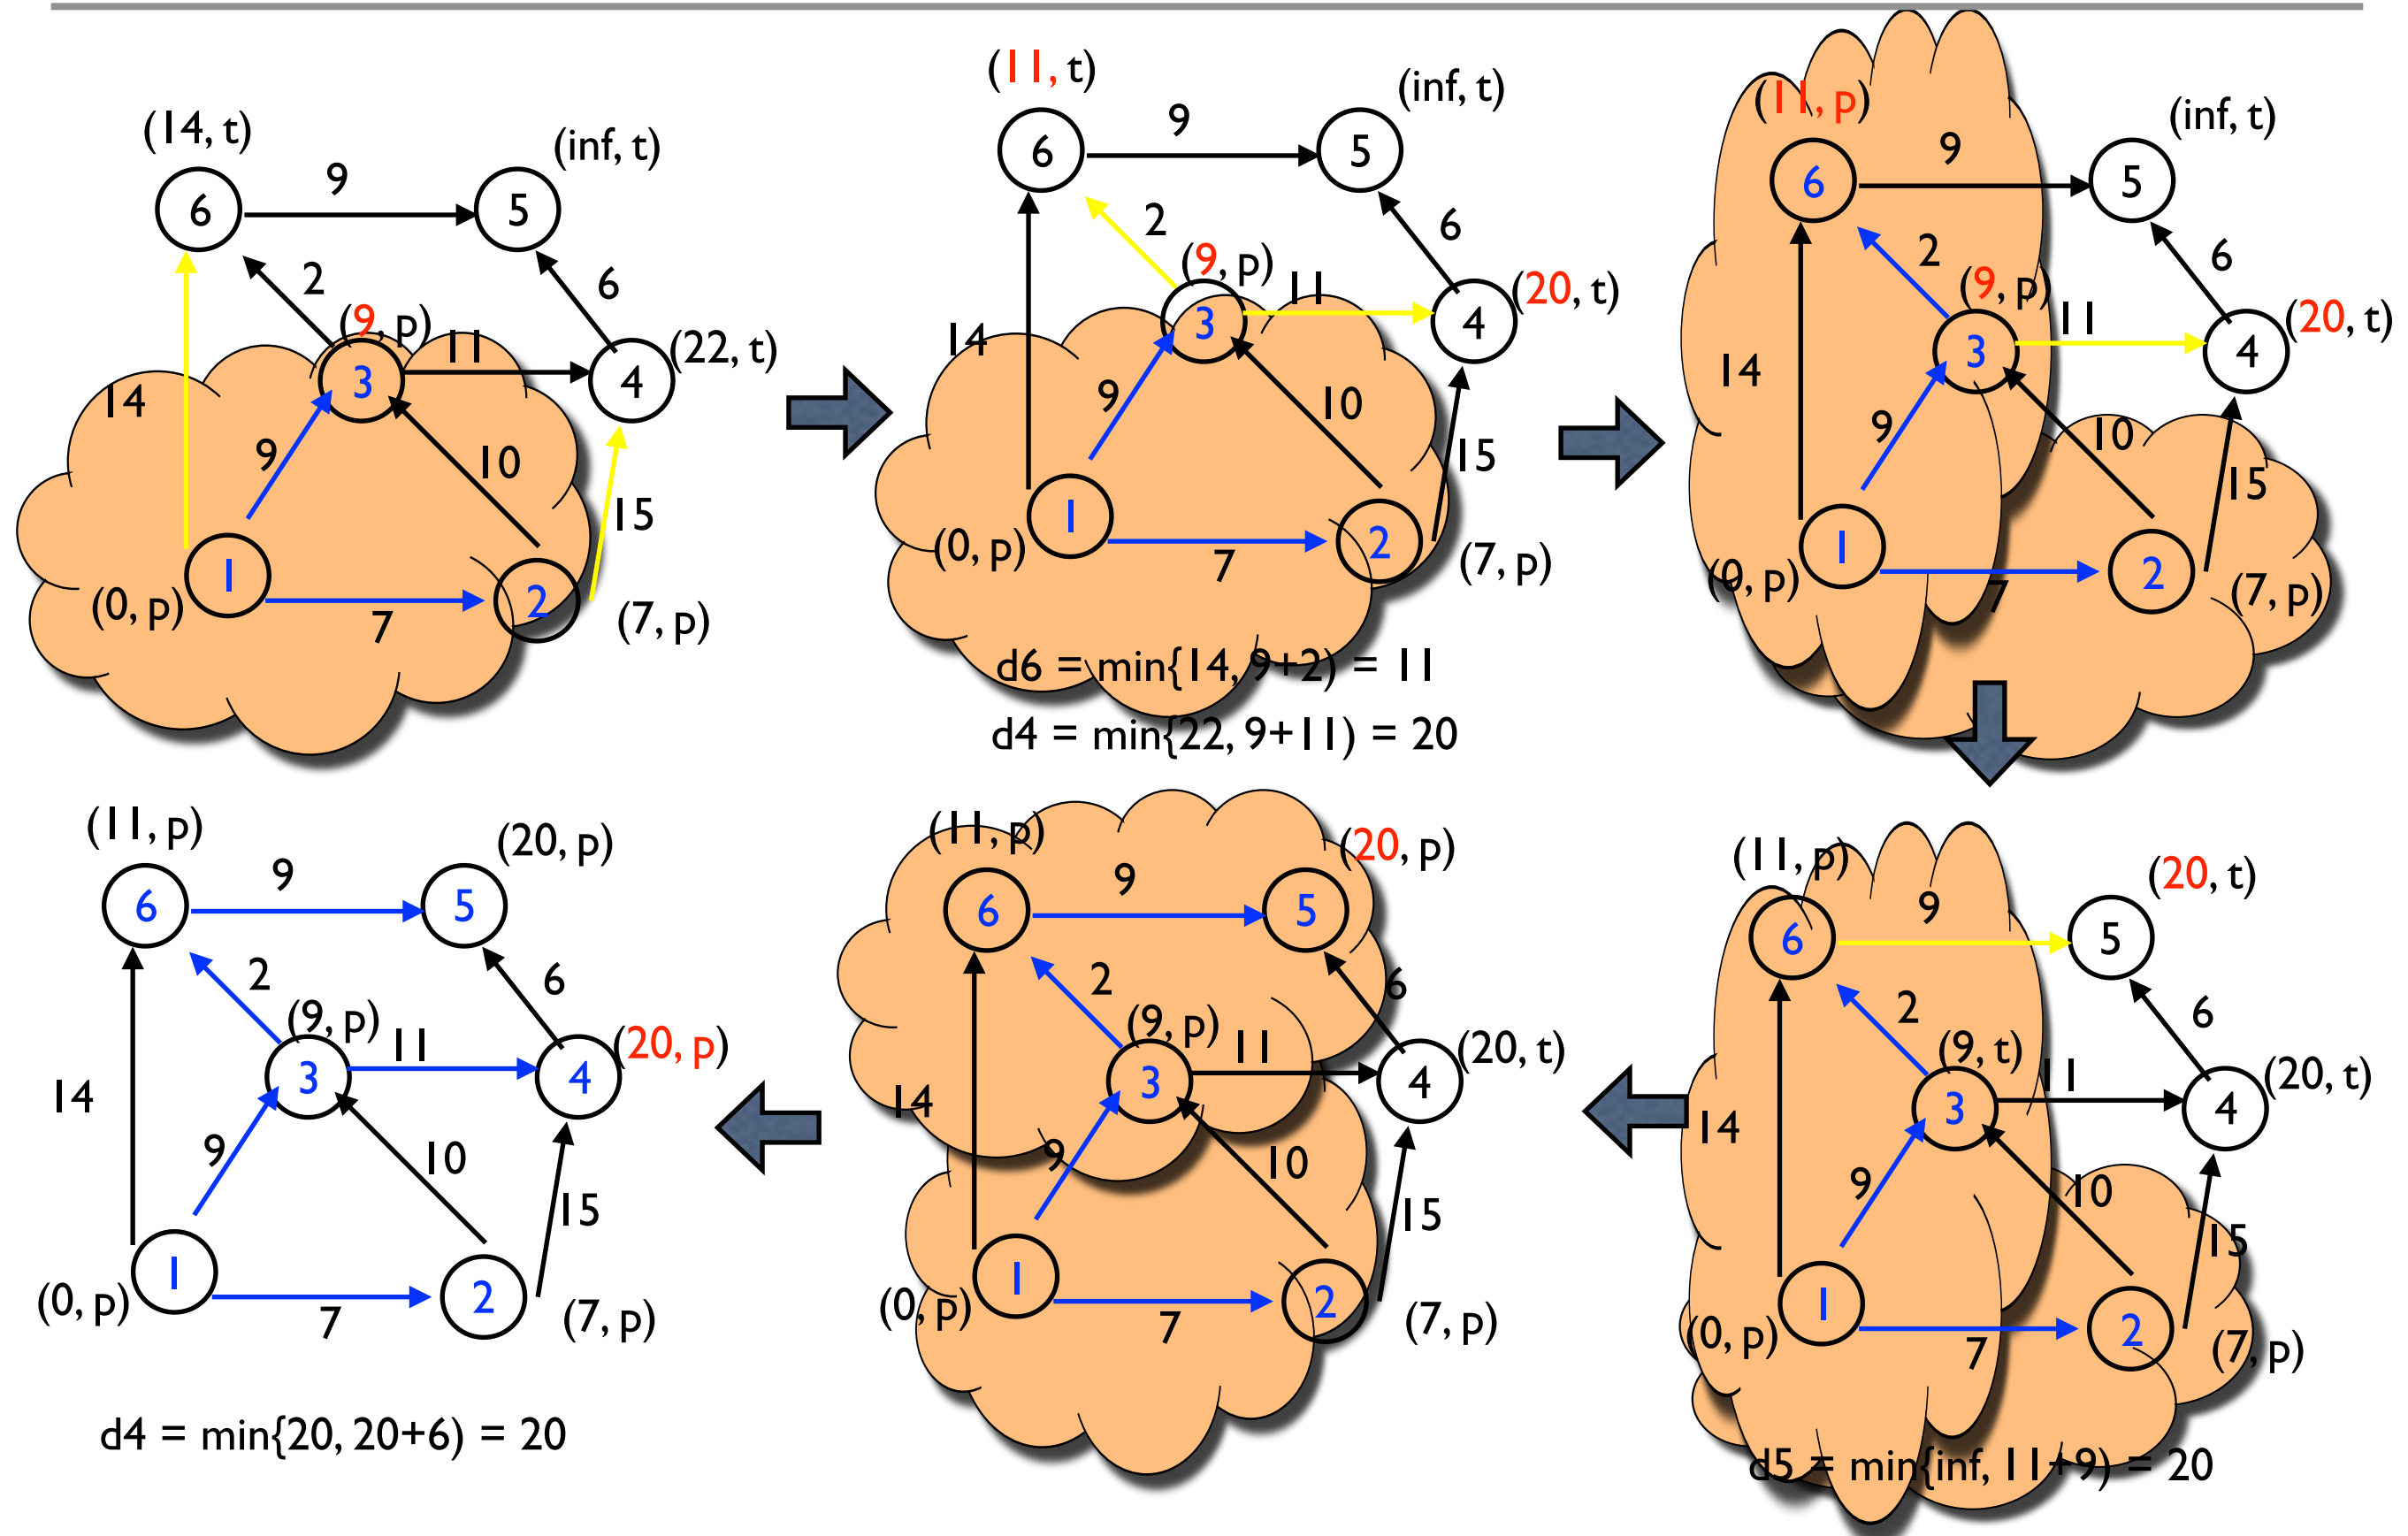 (14, t)
(inf, t)
9
6
5
2
6
(9, p)
11
(22, t)
3
4
14
9
10
15
1
(0, p)
2
7
(7, p)
(11, t)
(inf, t)
9
6
5
2
6
(9, p)
11
(20, t)
3
4
14
9
10
15
1
(0, p)
2
7
(7, p)
d6 = min{14, 9+2) = 11
d4 = min{22, 9+11) = 20
(11, p)
(inf, t)
9
6
5
2
6
(9, p)
11
(20, t)
3
4
14
9
10
15
1
(0, p)
2
7
(7, p)
(11, p)
(20, t)
9
6
5
2
6
(9, t)
11
(20, t)
3
4
14
9
10
15
1
(0, p)
2
7
(7, p)
d5 = min{inf, 11+9) = 20
(11, p)
(20, p)
9
6
5
2
6
(9, p)
11
(20, t)
3
4
14
9
10
15
1
(0, p)
2
7
(7, p)
(11, p)
(20, p)
9
6
5
2
6
(9, p)
11
(20, p)
3
4
14
9
10
15
1
(0, p)
2
7
(7, p)
d4 = min{20, 20+6) = 20